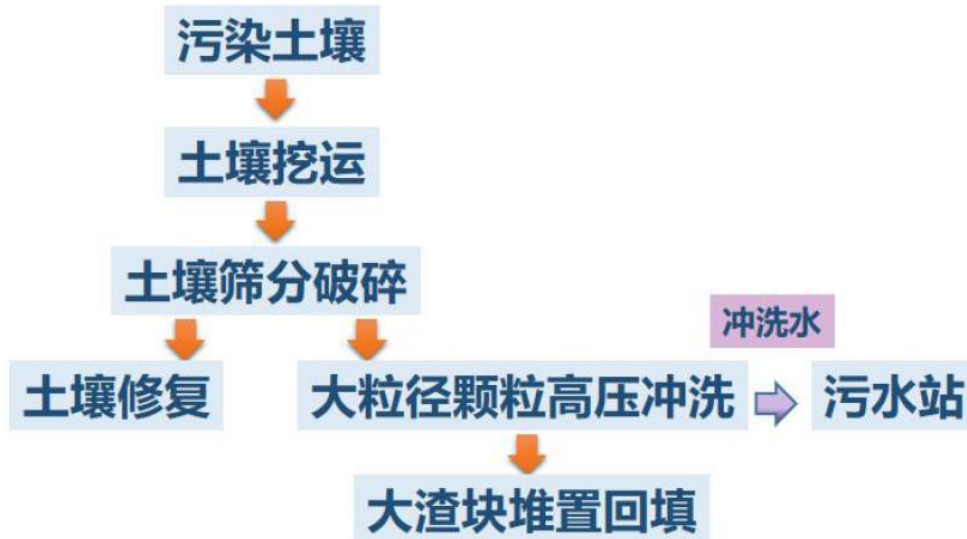 污染土壤
土壤挖运
土壤筛分破碎
冲洗水
土壤修复
大粒径颗粒高压冲洗
污水站
大渣块堆置回填